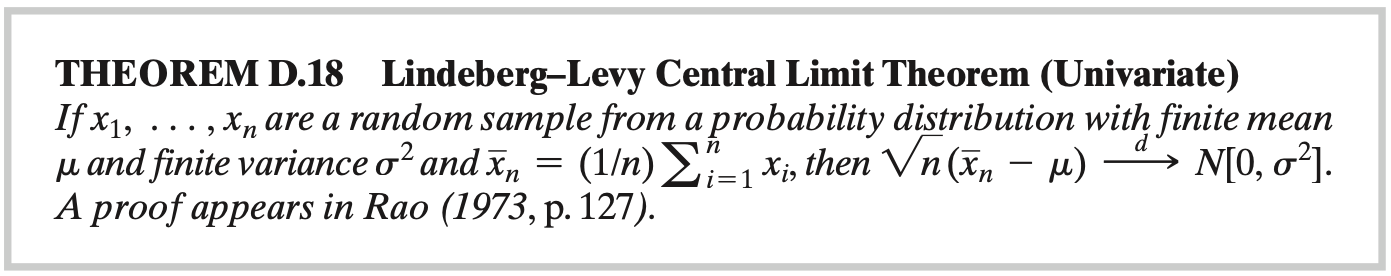 THEOREM D.18 Lindeberg–Levy Central Limit Theorem (Univariate)
If x₁, . . . , xₙ are a random sample from a probability distribution with finite mean
μ and finite variance σ² and x̄ₙ = (1/n) ∑ⁿᵢ₌₁ xᵢ, then √n(x̄ₙ − μ) —d→ N[0, σ²].
A proof appears in Rao (1973, p. 127).